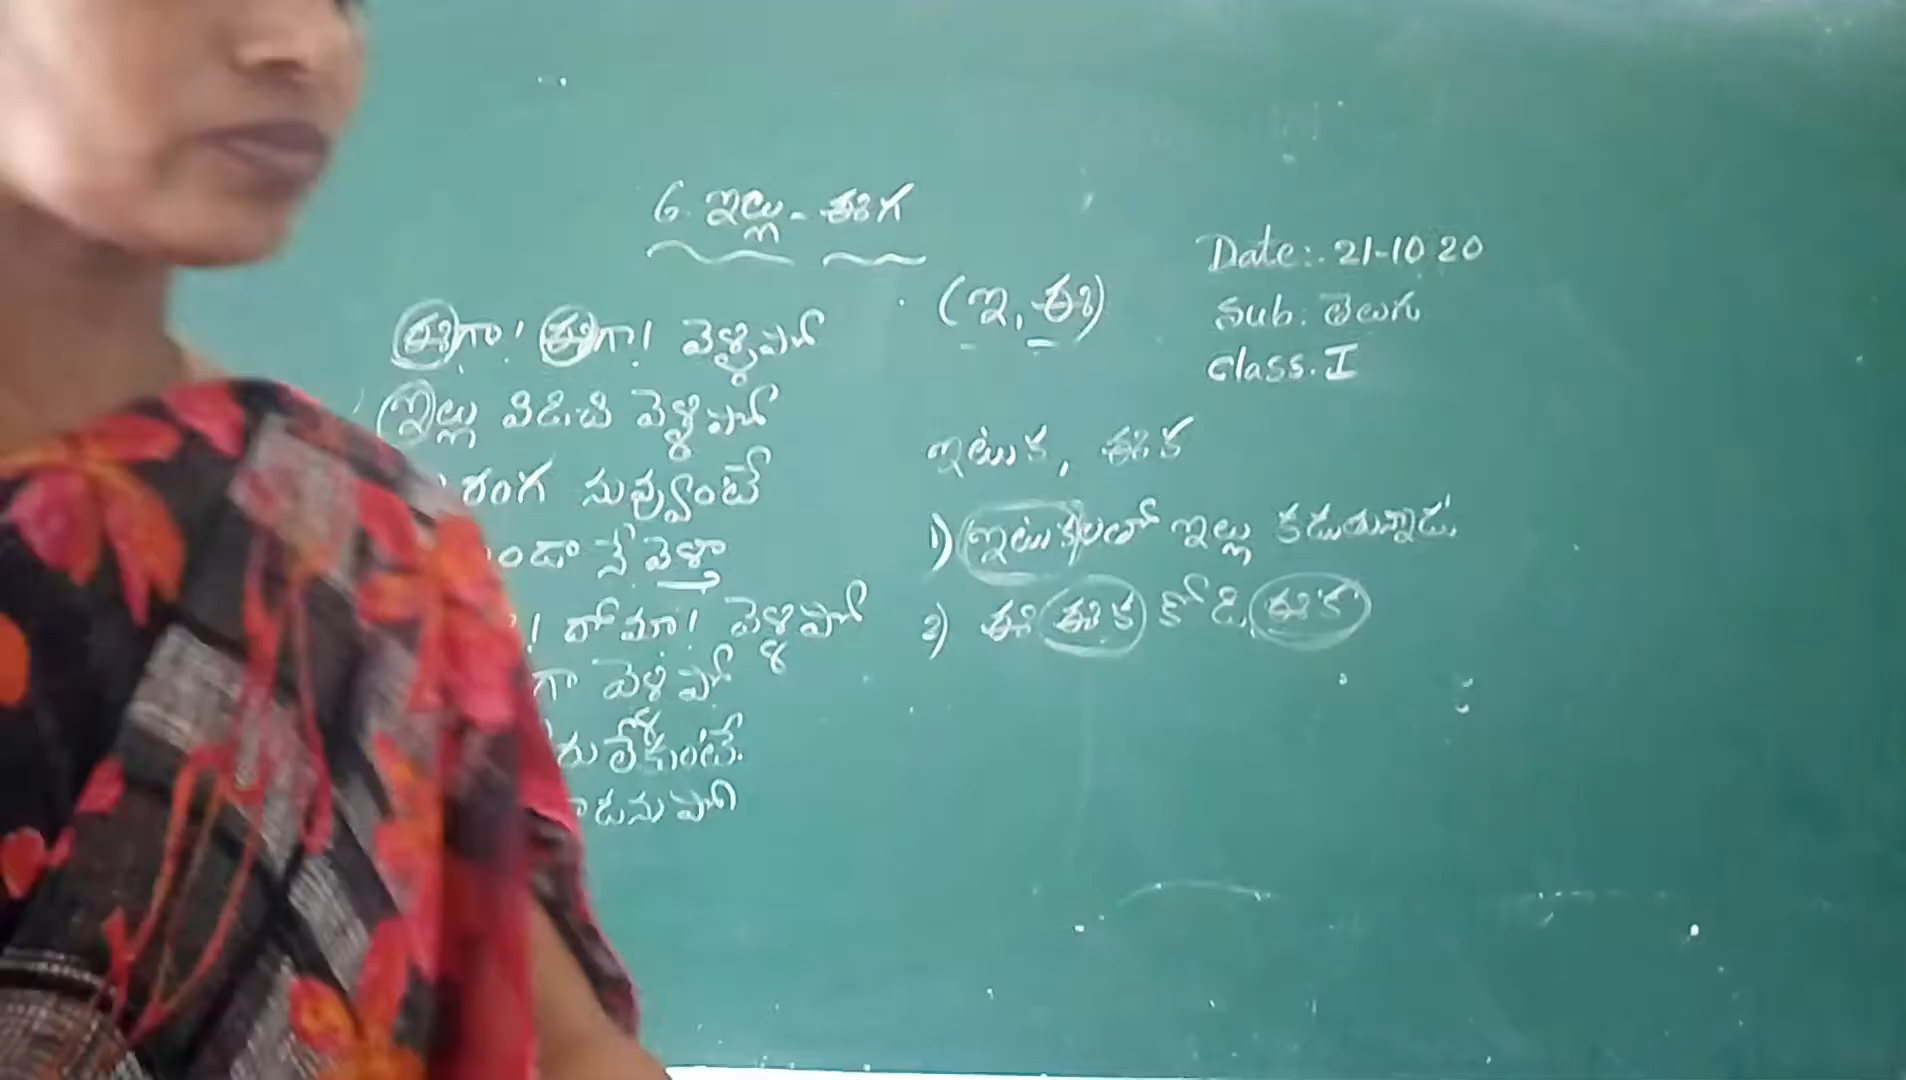 6. ఇల్లు - ఈగ
(ఇ, ఈ)
Date:. 21-10 20
Sub: తెలుగు
Class. I
ఈగా! ఈగా! వెళ్ళిపో
ఇల్లు విడిచి వెళ్ళిపో
రంగ నువ్వుంటే
ండా నే వెళ్తా
! దోమా! వెళ్ళిపో
గా వెళ్ళిపో
రు లేకుంటే.
ాడను పో
ఇటుక, ఈక
1) ఇటుకలతో ఇల్లు కడుతున్నాడు.
2) ఈ ఈక కోడి ఈక